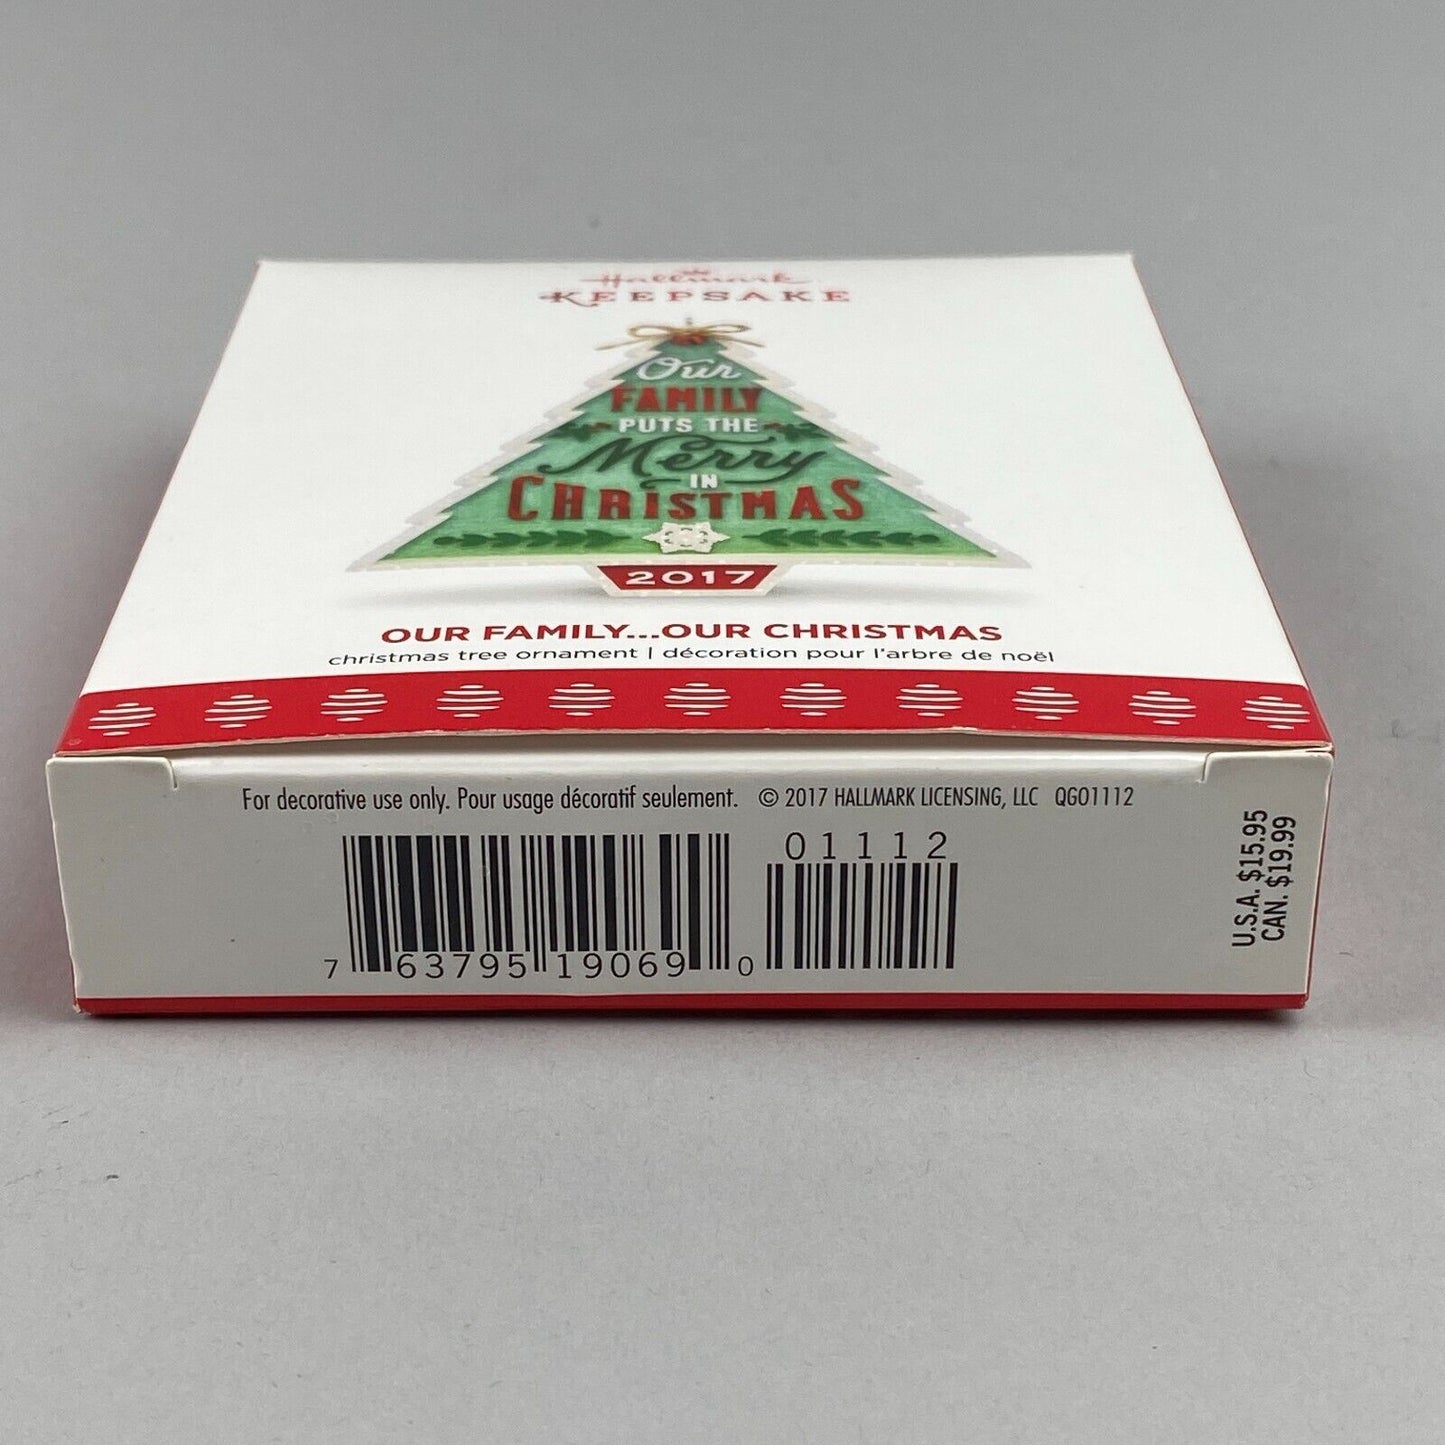 Hallmark
KEEPSAKE
Our
FAMILY
PUTS THE
Merry
IN
CHRISTMAS
2017
OUR FAMILY...OUR CHRISTMAS
christmas tree ornament | décoration pour l'arbre de noël
For decorative use only. Pour usage décoratif seulement. © 2017 HALLMARK LICENSING, LLC QGO1112
01112
7 63795 19069 0
U.S.A. $15.95
CAN. $19.99